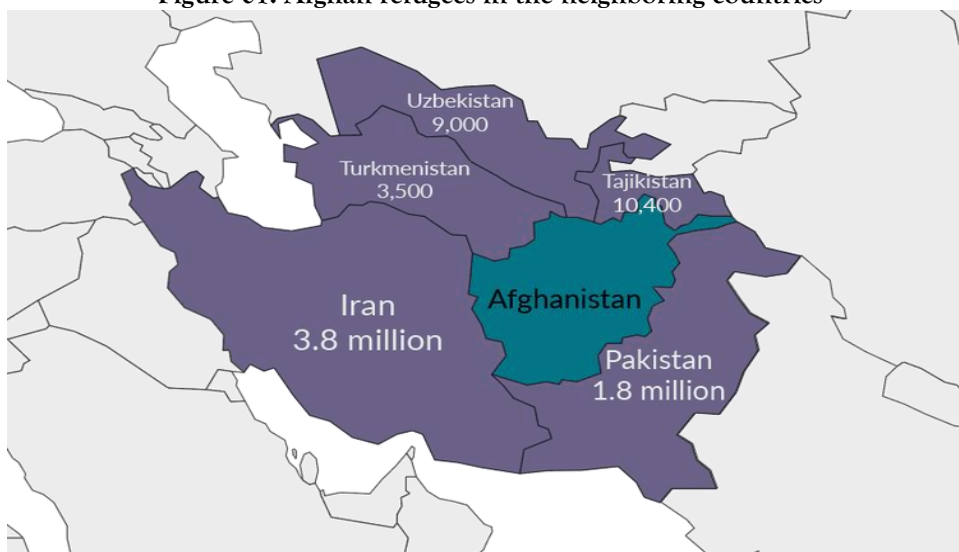 Figure 01. Afghan refugees in the neighboring countries
Uzbekistan
9,000
Turkmenistan
3,500
Tajikistan
10,400
Afghanistan
Iran
3.8 million
Pakistan
1.8 million